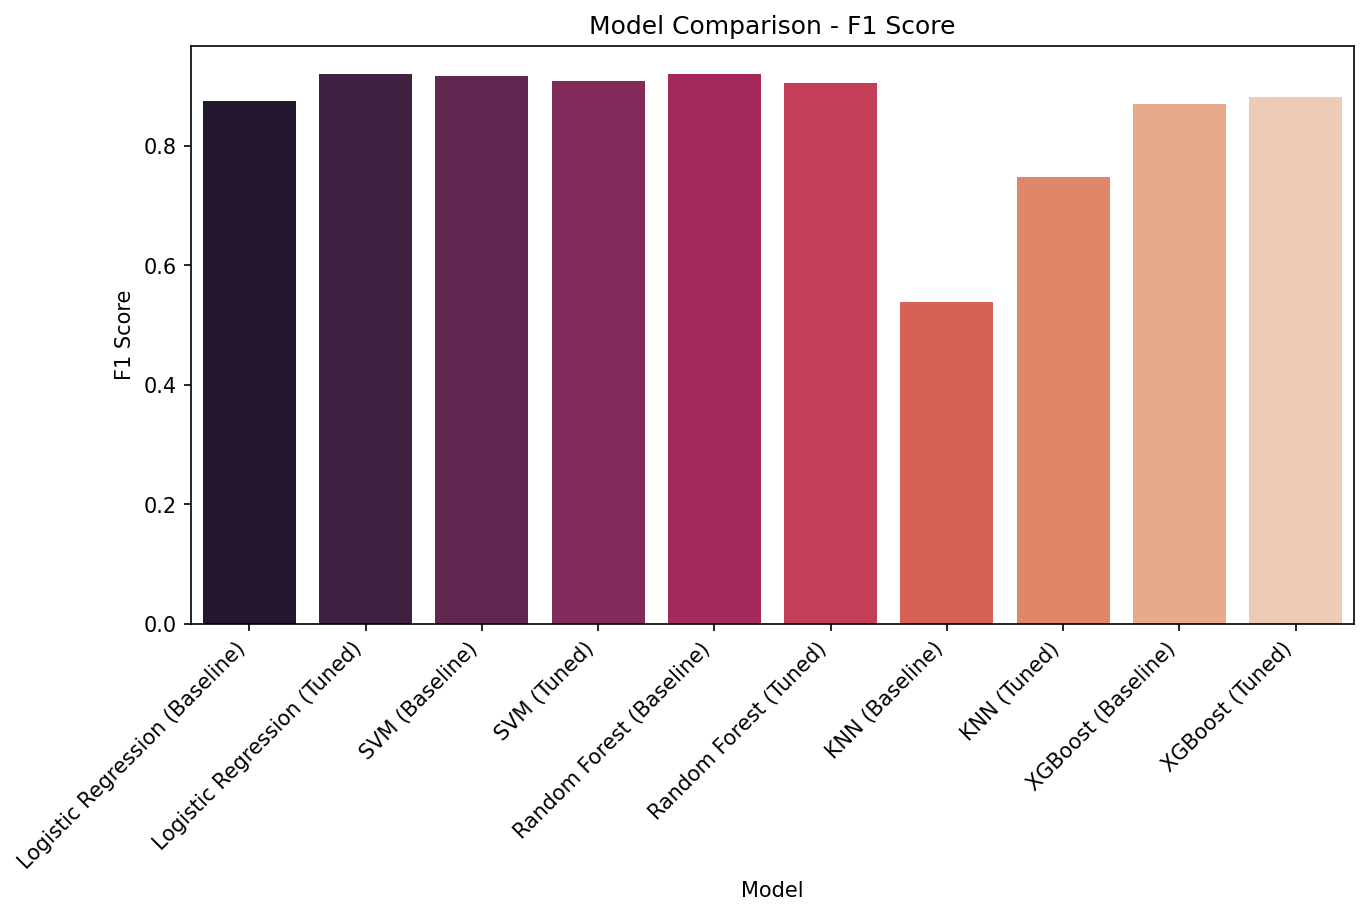 Model Comparison - F1 Score
F1 Score
0.8
0.6
0.4
0.2
0.0
Logistic Regression (Baseline)
Logistic Regression (Tuned)
SVM (Baseline)
SVM (Tuned)
Random Forest (Baseline)
Random Forest (Tuned)
KNN (Baseline)
KNN (Tuned)
XGBoost (Baseline)
XGBoost (Tuned)
Model